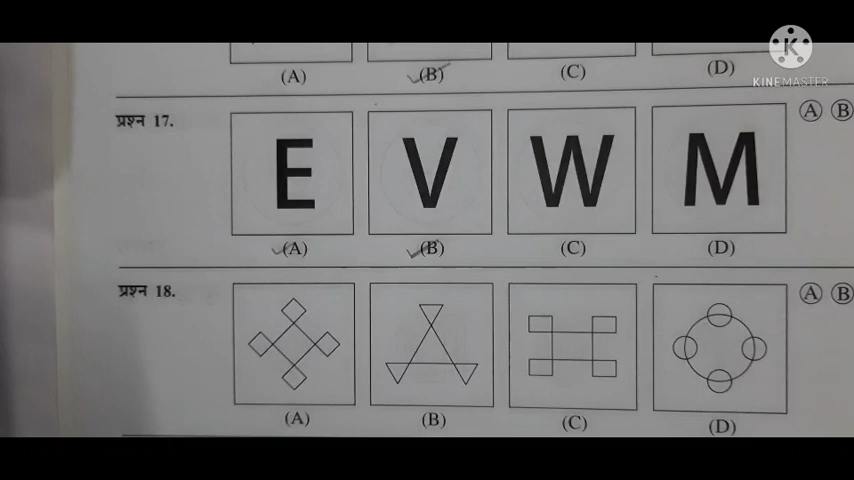 K
KINEMASTER
(A) (B) (C) (D)
प्रश्न 17. A B
E V W M
(A) (B) (C) (D)
प्रश्न 18. A B
(A) (B) (C) (D)